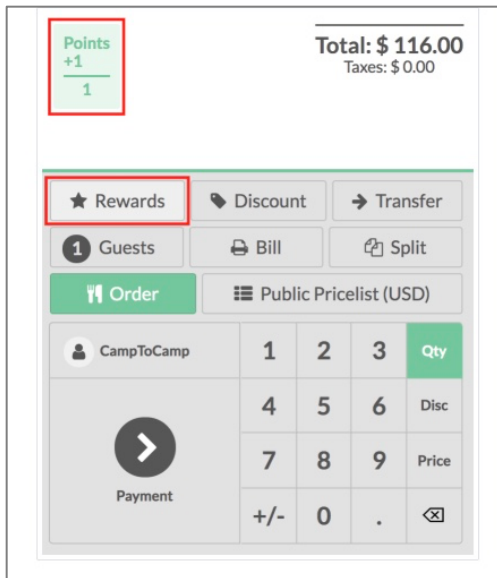 Points
+1
1
Total: $ 116.00
Taxes: $ 0.00
Rewards
Discount
Transfer
1 Guests
Bill
Split
Order
Public Pricelist (USD)
CampToCamp
1 2 3 Qty
4 5 6 Disc
7 8 9 Price
Payment
+/- 0 .